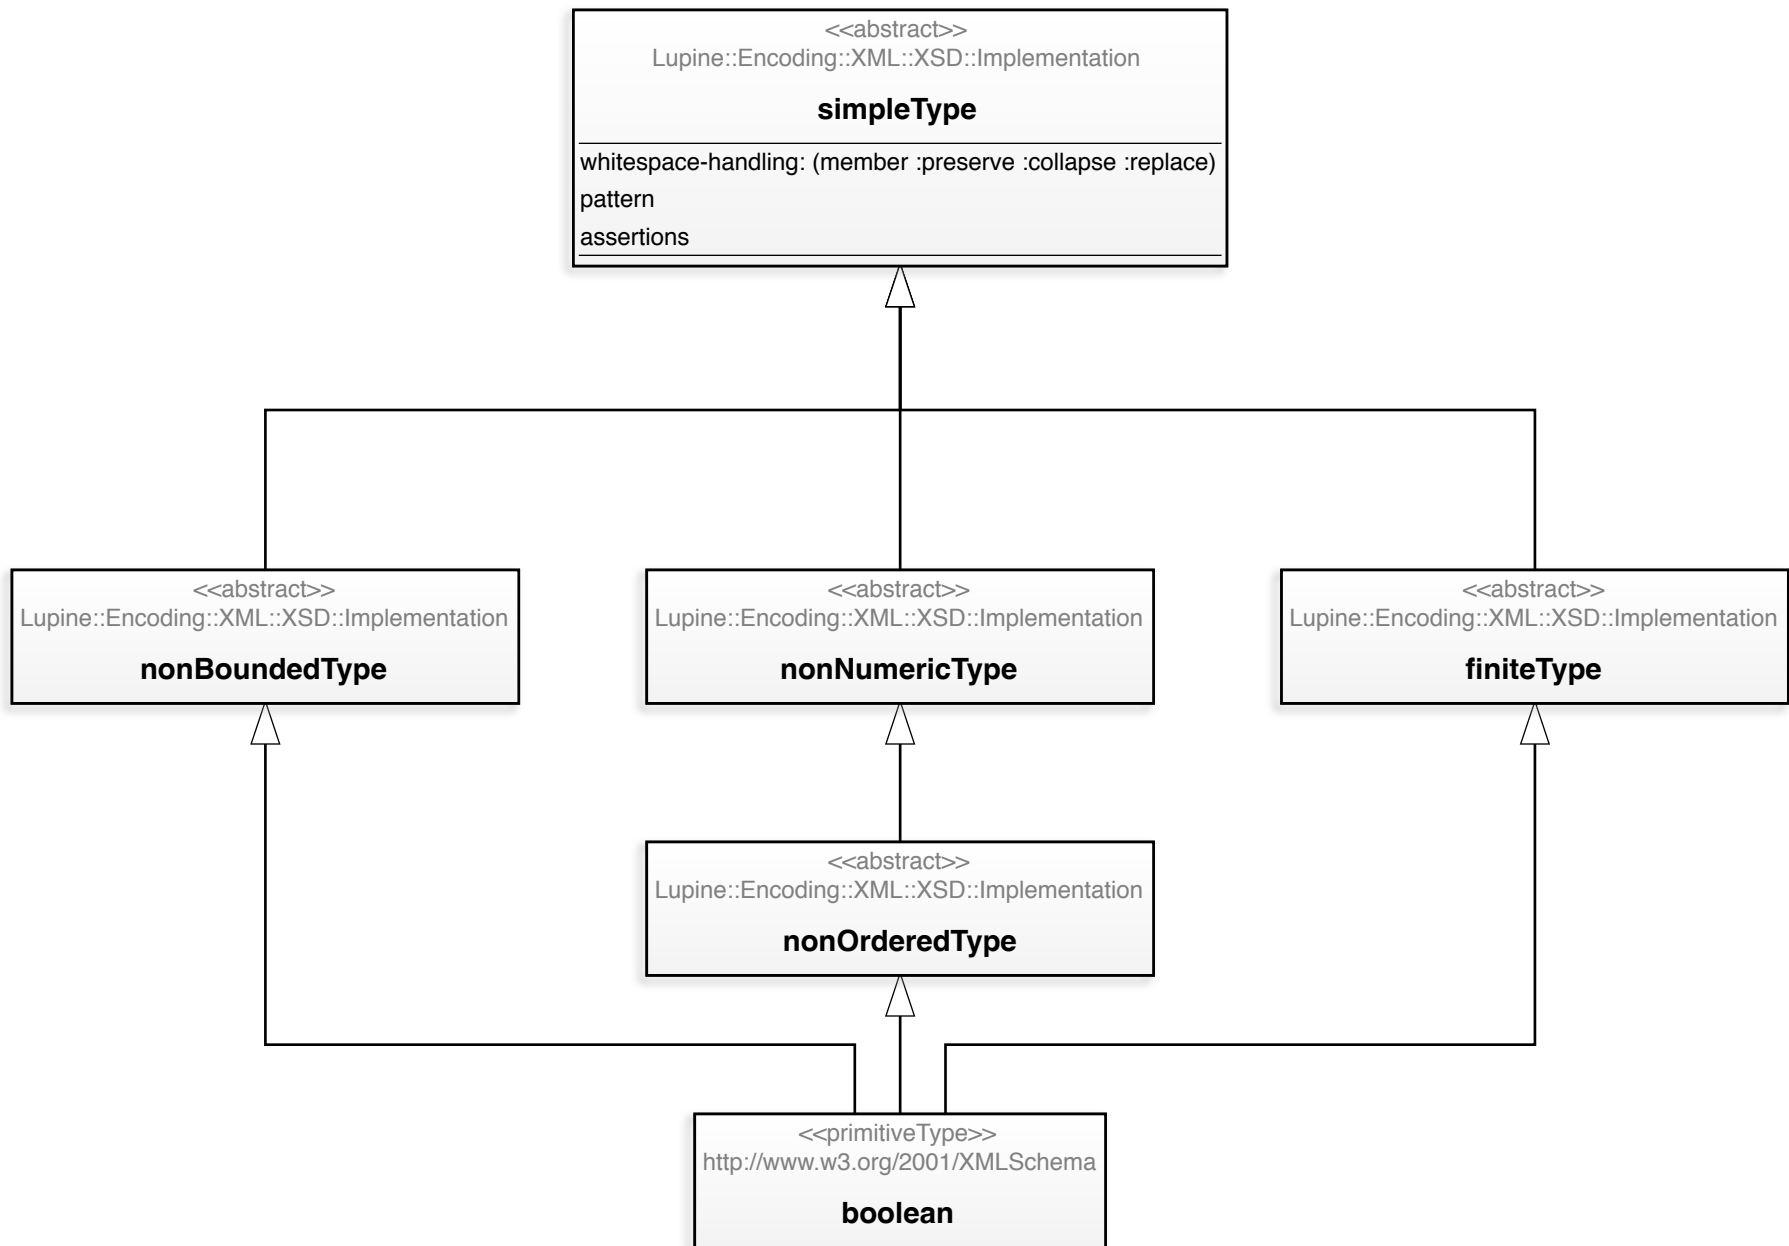 <<abstract>>
Lupine::Encoding::XML::XSD::Implementation
simpleType
whitespace-handling: (member :preserve :collapse :replace)
pattern
assertions
<<abstract>>
Lupine::Encoding::XML::XSD::Implementation
nonBoundedType
<<abstract>>
Lupine::Encoding::XML::XSD::Implementation
nonNumericType
<<abstract>>
Lupine::Encoding::XML::XSD::Implementation
finiteType
<<abstract>>
Lupine::Encoding::XML::XSD::Implementation
nonOrderedType
<<primitiveType>>
http://www.w3.org/2001/XMLSchema
boolean